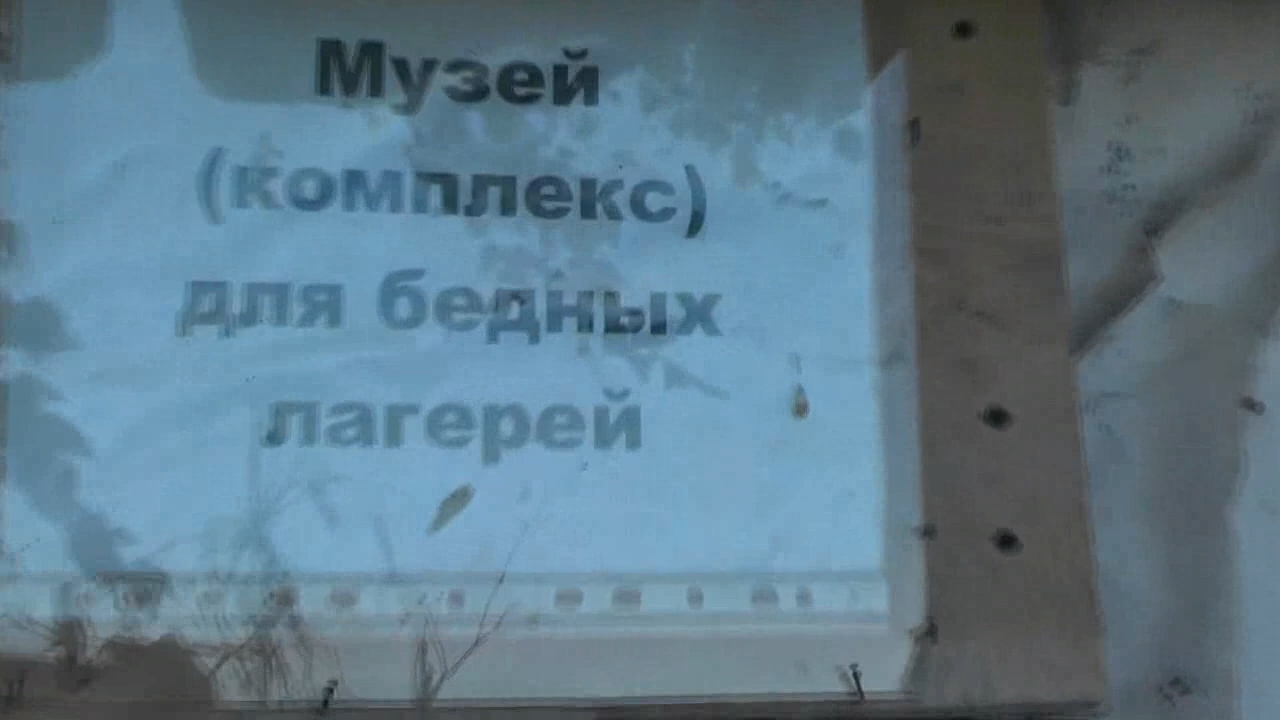 Музей
(комплекс)
для бедных
лагерей